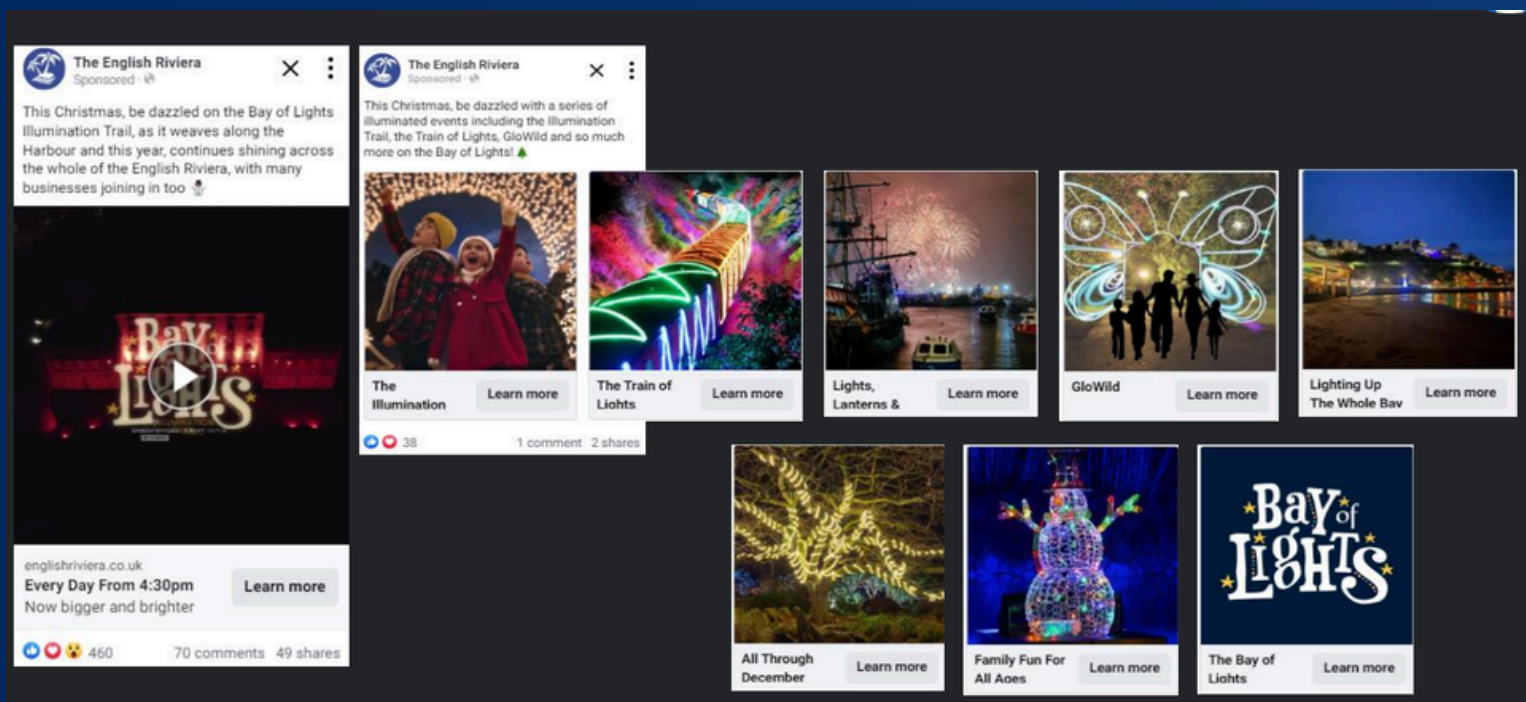 The English Riviera
Sponsored ·
This Christmas, be dazzled on the Bay of Lights
Illumination Trail, as it weaves along the
Harbour and this year, continues shining across
the whole of the English Riviera, with many
businesses joining in too
Bay
of
LIGHTS
englishriviera.co.uk
Every Day From 4:30pm
Now bigger and brighter
Learn more
460
70 comments 49 shares
The English Riviera
Sponsored ·
This Christmas, be dazzled with a series of
illuminated events including the Illumination
Trail, the Train of Lights, GloWild and so much
more on the Bay of Lights!
The
Illumination
Learn more
The Train of
Lights
Learn more
Lights,
Lanterns &
Learn more
GloWild
Learn more
Lighting Up
The Whole Bay
Learn more
38
1 comment 2 shares
All Through
December
Learn more
Family Fun For
All Ages
Learn more
Bay of
LIGHTS
The Bay of
Lights
Learn more